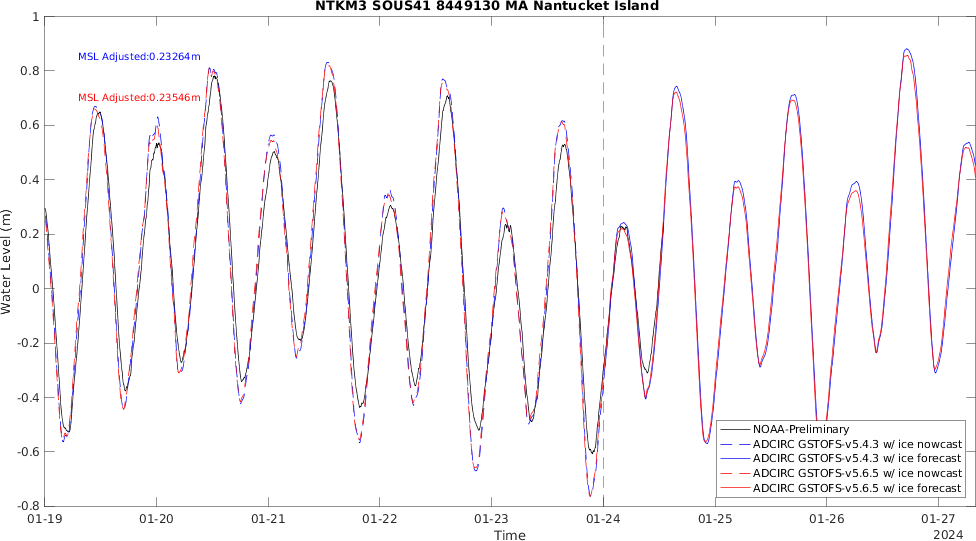 NTKM3 SOUS41 8449130 MA Nantucket Island
MSL Adjusted:0.23264m
MSL Adjusted:0.23546m
Water Level (m)
1
0.8
0.6
0.4
0.2
0
-0.2
-0.4
-0.6
-0.8
NOAA-Preliminary
ADCIRC GSTOFS-v5.4.3 w/ ice nowcast
ADCIRC GSTOFS-v5.4.3 w/ ice forecast
ADCIRC GSTOFS-v5.6.5 w/ ice nowcast
ADCIRC GSTOFS-v5.6.5 w/ ice forecast
01-19 01-20 01-21 01-22 01-23 01-24 01-25 01-26 01-27
Time
2024